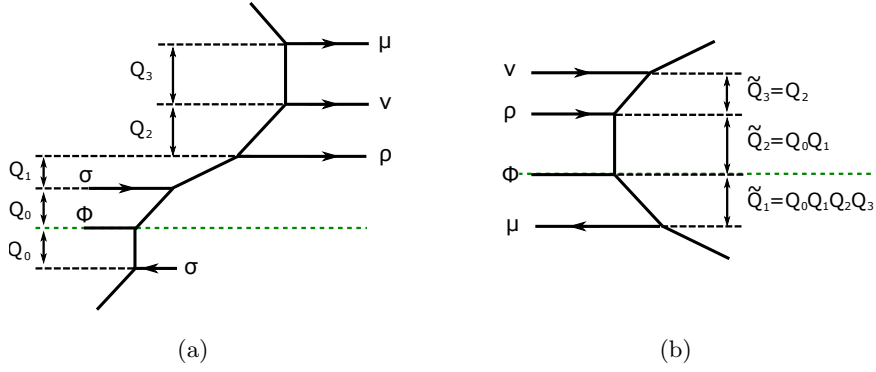 μ
Q₃
ν
Q₂
ρ
Q₁
σ
Q₀
Φ
Q₀
σ
(a)
ν
Q̃₃=Q₂
ρ
Q̃₂=Q₀Q₁
Φ
Q̃₁=Q₀Q₁Q₂Q₃
μ
(b)